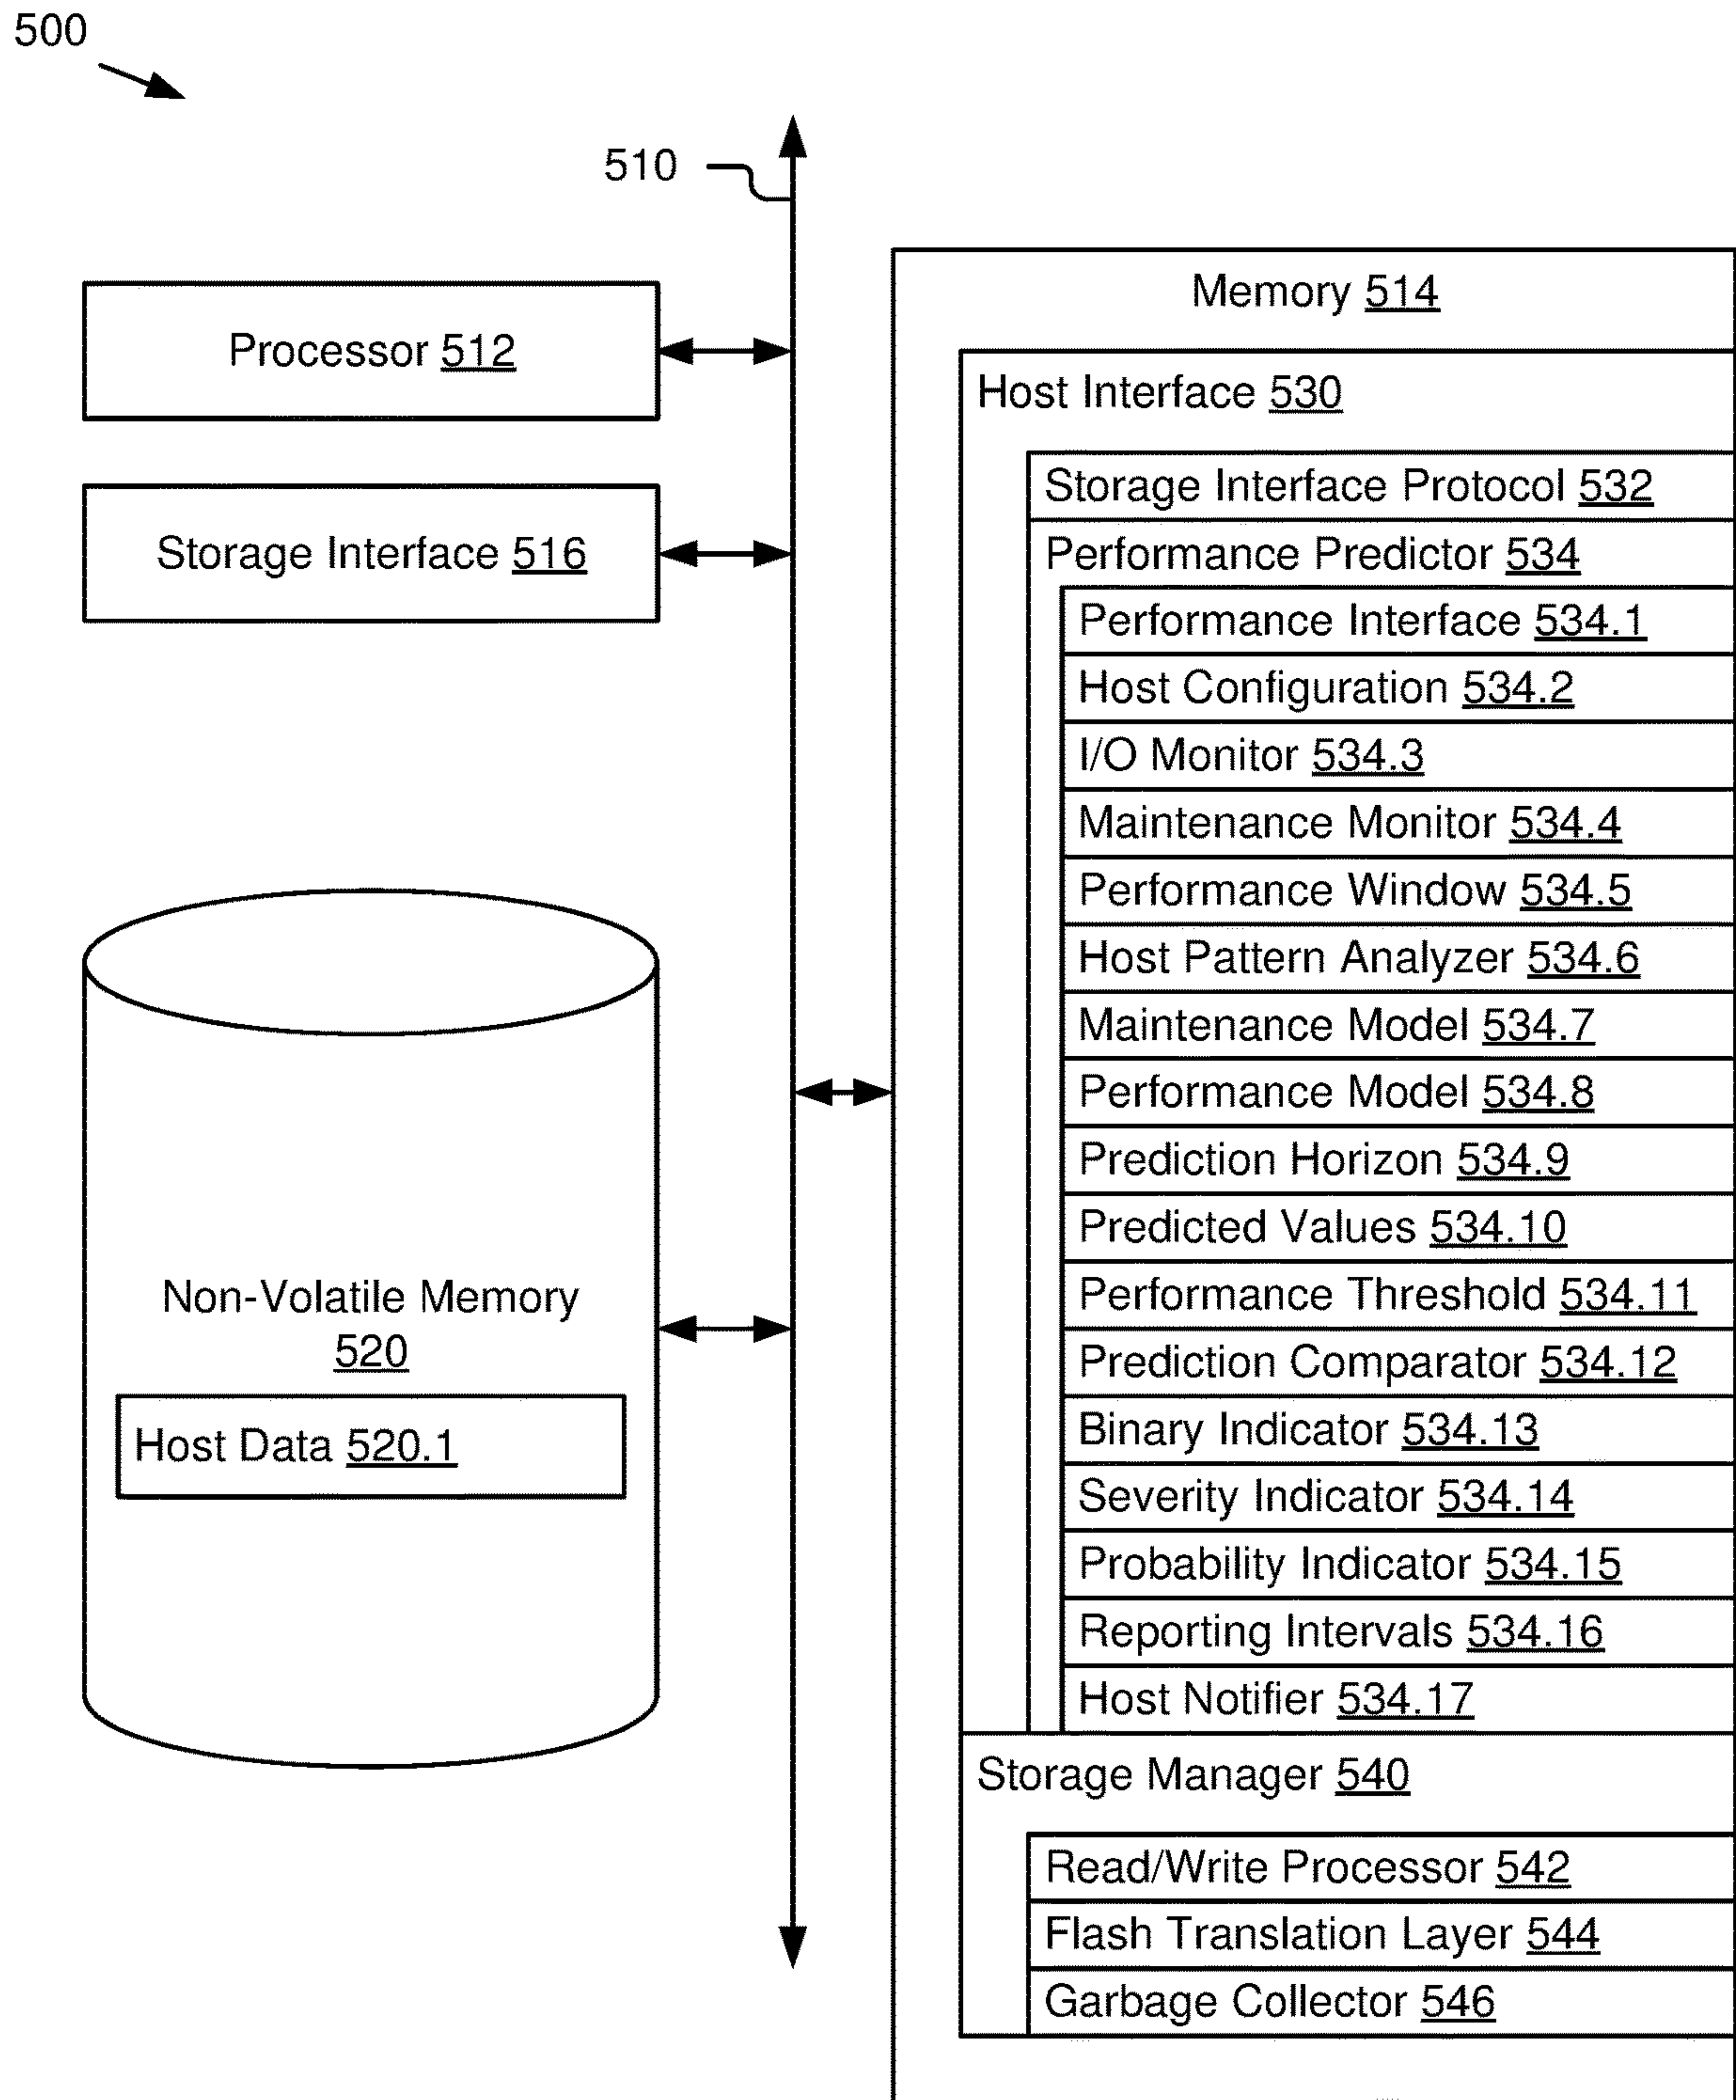 500
510
Processor 512
Storage Interface 516
Non-Volatile Memory
520
Host Data 520.1
Memory 514
Host Interface 530
Storage Interface Protocol 532
Performance Predictor 534
Performance Interface 534.1
Host Configuration 534.2
I/O Monitor 534.3
Maintenance Monitor 534.4
Performance Window 534.5
Host Pattern Analyzer 534.6
Maintenance Model 534.7
Performance Model 534.8
Prediction Horizon 534.9
Predicted Values 534.10
Performance Threshold 534.11
Prediction Comparator 534.12
Binary Indicator 534.13
Severity Indicator 534.14
Probability Indicator 534.15
Reporting Intervals 534.16
Host Notifier 534.17
Storage Manager 540
Read/Write Processor 542
Flash Translation Layer 544
Garbage Collector 546